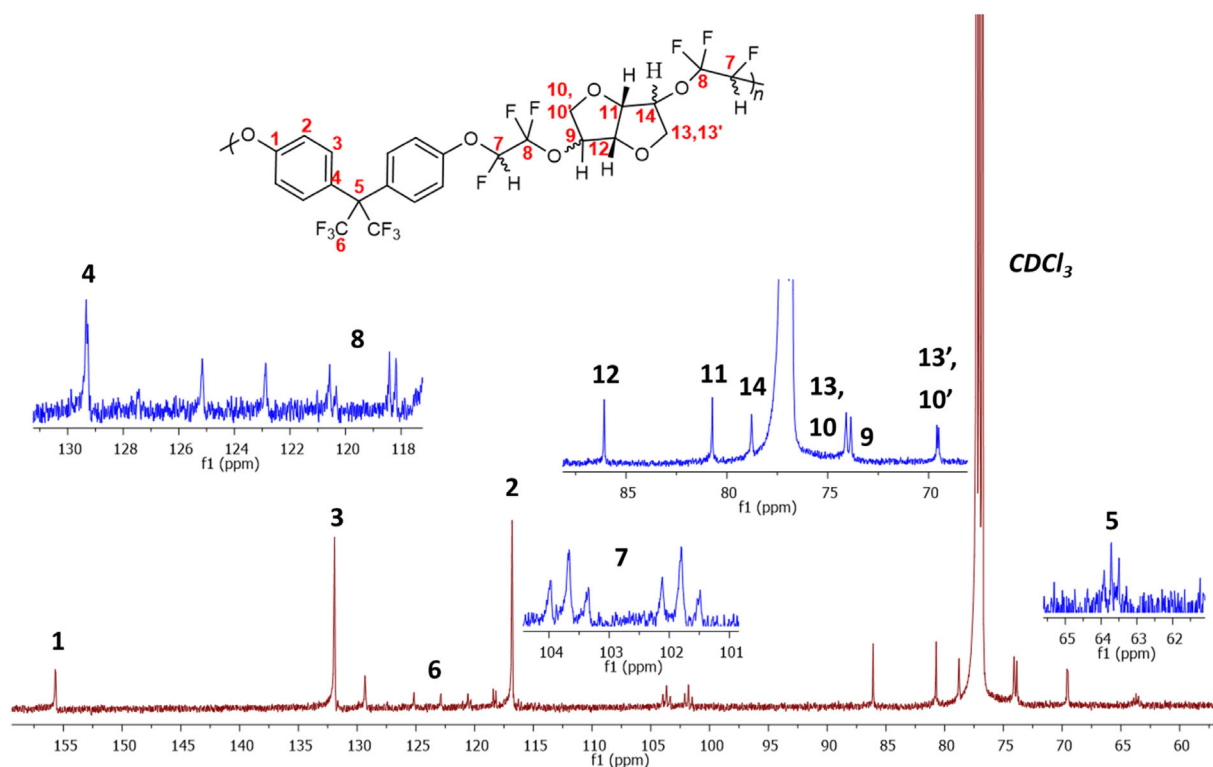 F F
F
7
8
H
O
n
H
H
10,
10'
O
11
14
F F
9
12
O
13,13'
H
H
O
7
8
O
F H
O
1
2
3
4
5
O
F3C CF3
6
CDCl3
4
8
130 128 126 124 122 120 118
f1 (ppm)
12
11
14
13,
10
9
13’,
10’
85 80 75 70
f1 (ppm)
3
2
7
104 103 102 101
f1 (ppm)
5
65 64 63 62
f1 (ppm)
1
6
155 150 145 140 135 130 125 120 115 110 105 100 95 90 85 80 75 70 65 60
f1 (ppm)